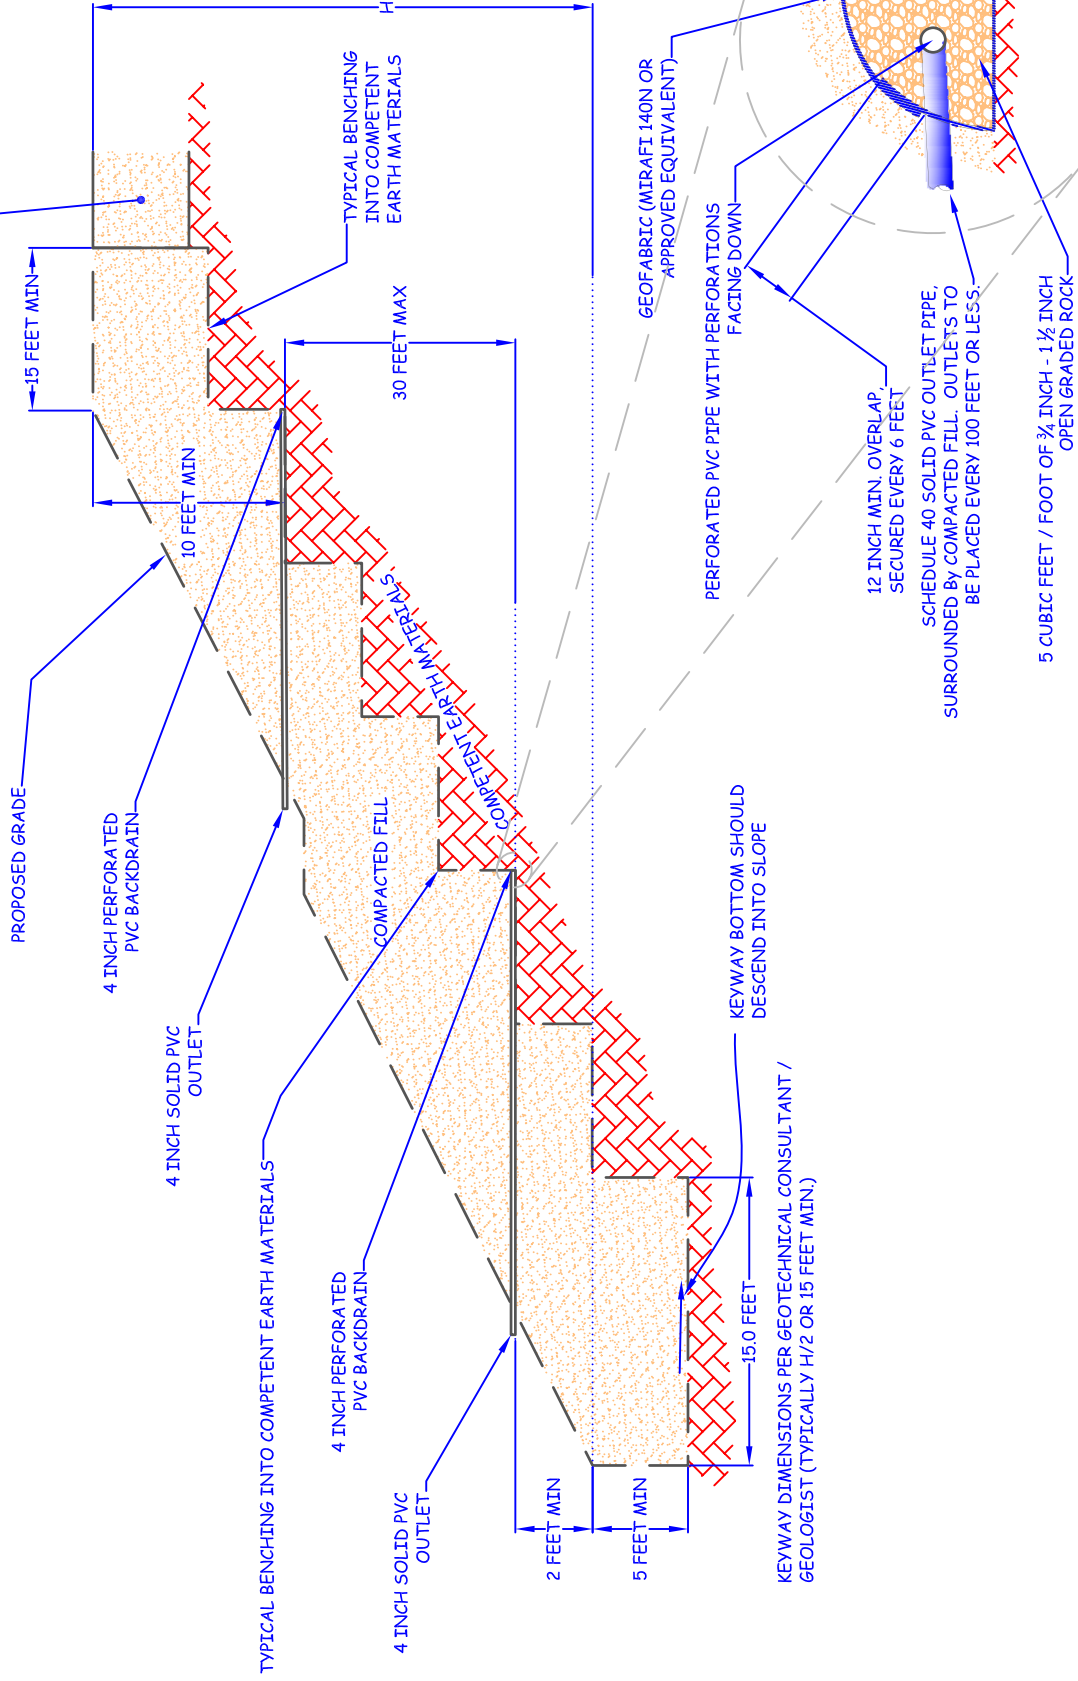 PROPOSED GRADE
4 INCH PERFORATED
PVC BACKDRAIN
4 INCH SOLID PVC
OUTLET
TYPICAL BENCHING INTO COMPETENT EARTH MATERIALS
4 INCH PERFORATED
PVC BACKDRAIN
4 INCH SOLID PVC
OUTLET
15 FEET MIN
10 FEET MIN
COMPACTED FILL
COMPETENT EARTH MATERIALS
30 FEET MAX
TYPICAL BENCHING
INTO COMPETENT
EARTH MATERIALS
H
2 FEET MIN
5 FEET MIN
15.0 FEET
KEYWAY BOTTOM SHOULD
DESCEND INTO SLOPE
KEYWAY DIMENSIONS PER GEOTECHNICAL CONSULTANT /
GEOLOGIST (TYPICALLY H/2 OR 15 FEET MIN.)
GEOFABRIC (MIRAFI 140N OR
APPROVED EQUIVALENT)
PERFORATED PVC PIPE WITH PERFORATIONS
FACING DOWN
12 INCH MIN. OVERLAP,
SECURED EVERY 6 FEET
SCHEDULE 40 SOLID PVC OUTLET PIPE,
SURROUNDED By COMPACTED FILL. OUTLETS TO
BE PLACED EVERY 100 FEET OR LESS.
5 CUBIC FEET / FOOT OF ¾ INCH - 1½ INCH
OPEN GRADED ROCK